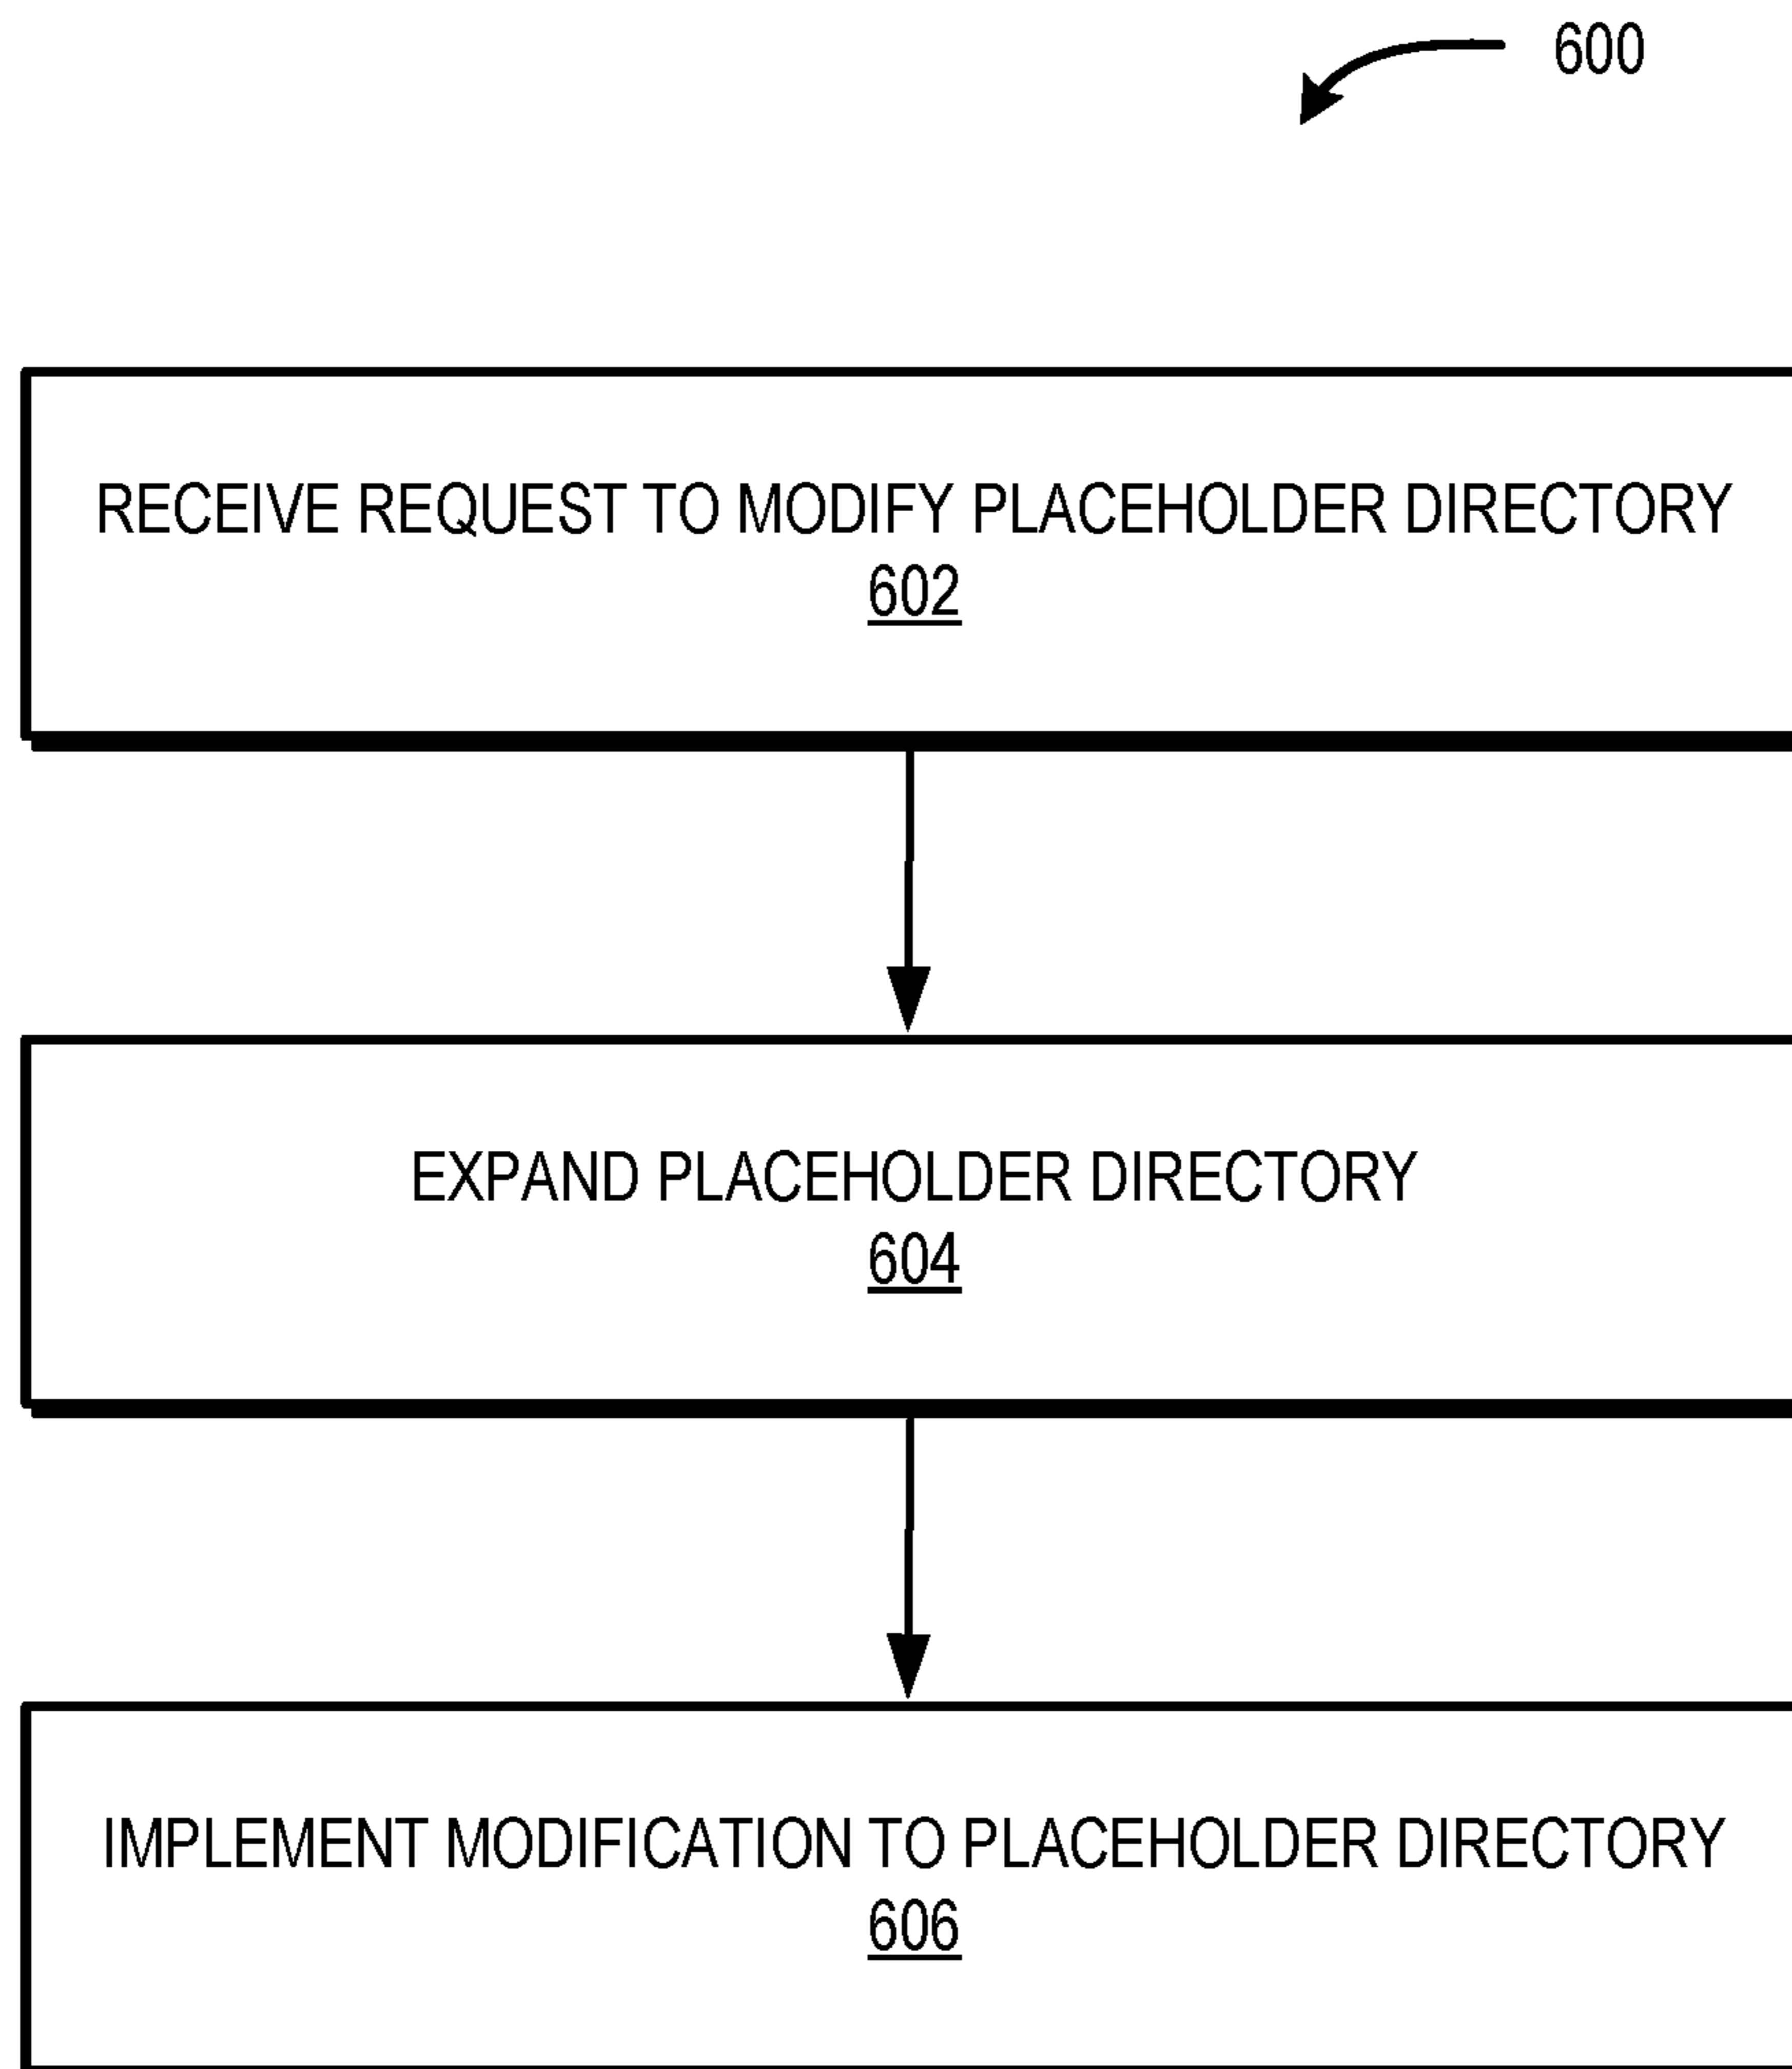 600
RECEIVE REQUEST TO MODIFY PLACEHOLDER DIRECTORY
602
EXPAND PLACEHOLDER DIRECTORY
604
IMPLEMENT MODIFICATION TO PLACEHOLDER DIRECTORY
606